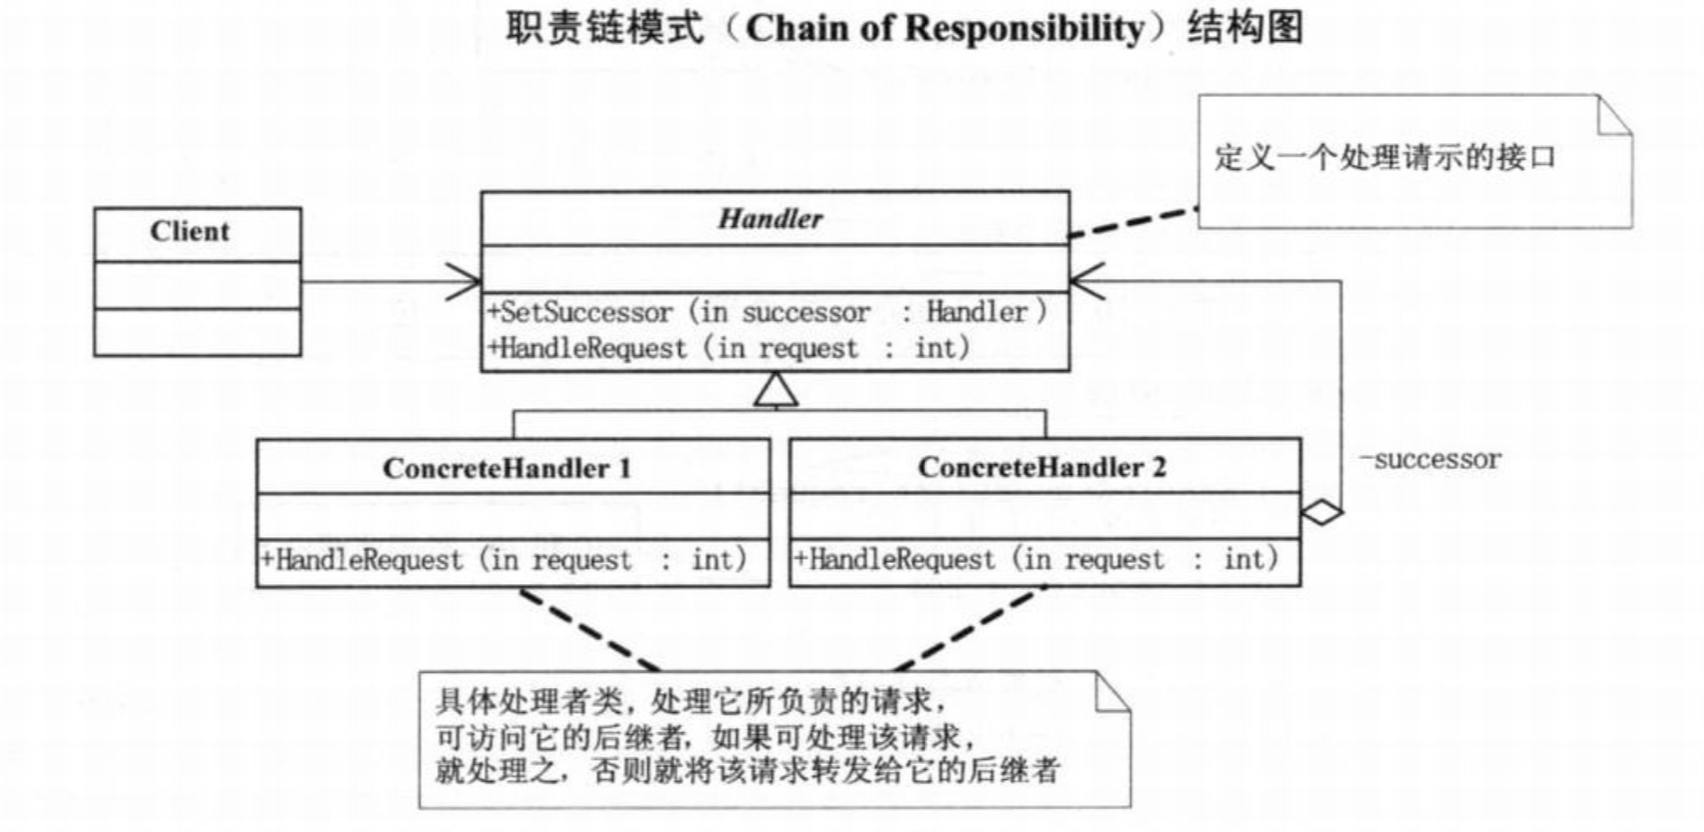 职责链模式（Chain of Responsibility）结构图
定义一个处理请示的接口
Client
Handler
+SetSuccessor (in successor : Handler)
+HandleRequest (in request : int)
ConcreteHandler 1
+HandleRequest (in request : int)
ConcreteHandler 2
+HandleRequest (in request : int)
-successor
具体处理者类，处理它所负责的请求，
可访问它的后继者，如果可处理该请求，
就处理之，否则就将该请求转发给它的后继者